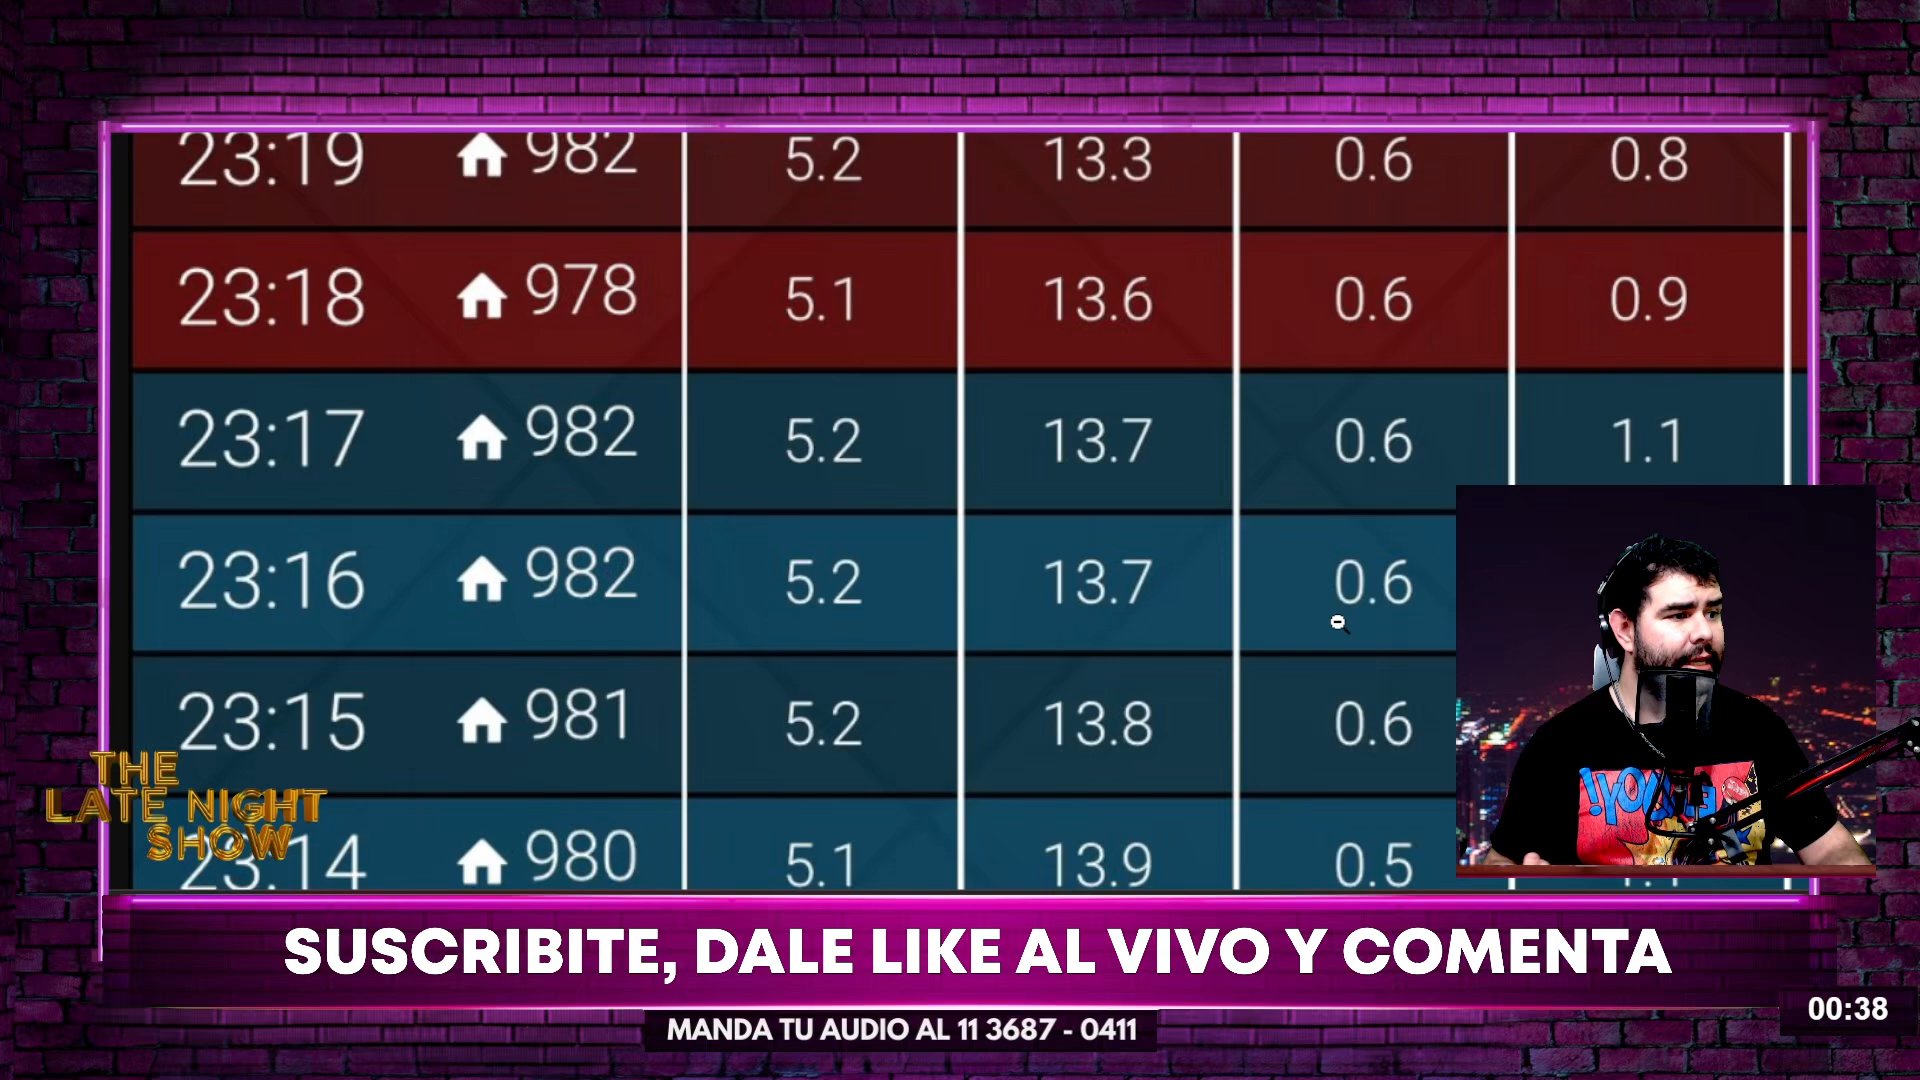 23:19 982 5.2 13.3 0.6 0.8
23:18 978 5.1 13.6 0.6 0.9
23:17 982 5.2 13.7 0.6 1.1
23:16 982 5.2 13.7 0.6
23:15 981 5.2 13.8 0.6
23:14 980 5.1 13.9 0.5
THE
LATE NIGHT
SHOW
SUSCRIBITE, DALE LIKE AL VIVO Y COMENTA
00:38
MANDA TU AUDIO AL 11 3687 - 0411